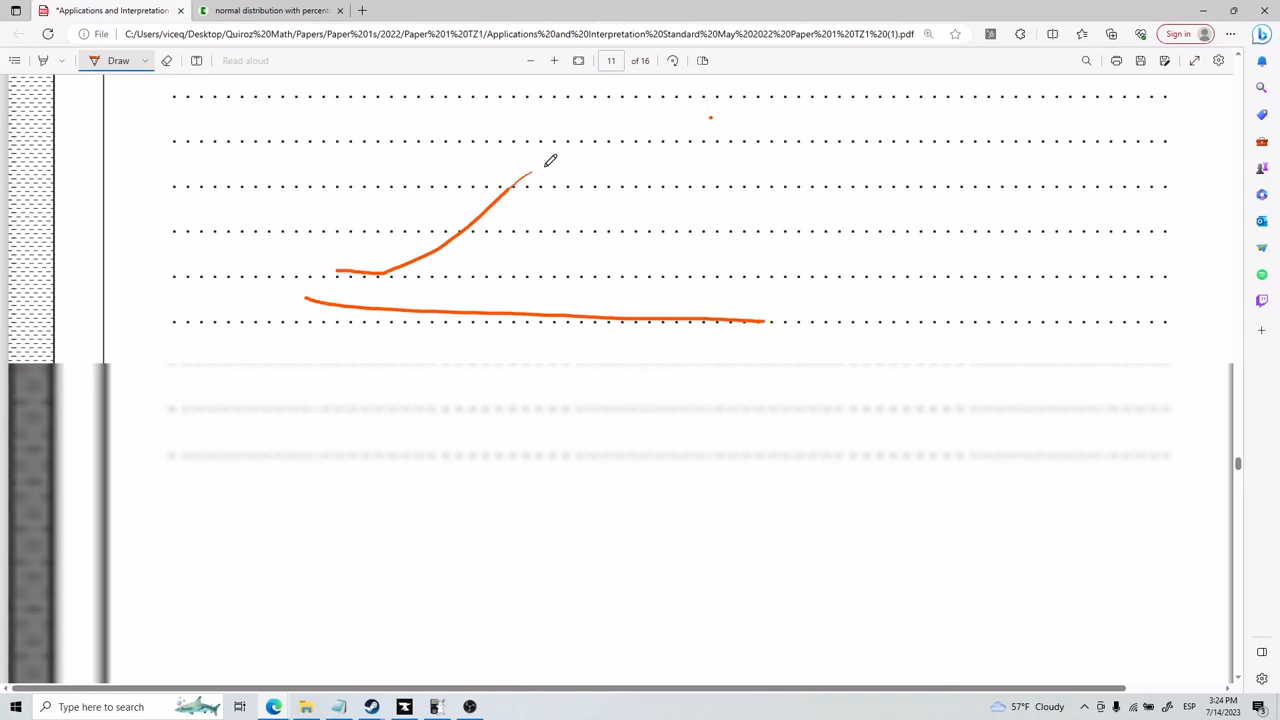 *Applications and Interpretation
normal distribution with percent
File
C:/Users/viceq/Desktop/Quiroz%20Math/Papers/Paper%201s/2022/Paper%201%20TZ1/Applications%20and%20Interpretation%20Standard%20May%202022%20Paper%201%20TZ1%20(1).pdf
Sign in
Draw
Read aloud
11 of 16
Type here to search
57°F Cloudy
ESP
3:24 PM
7/14/2023